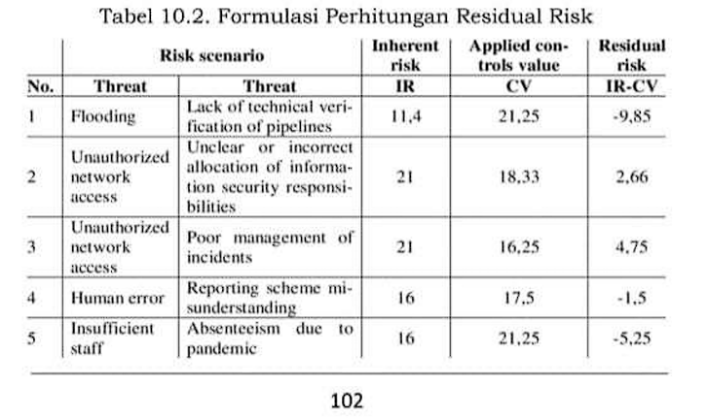 Tabel 10.2. Formulasi Perhitungan Residual Risk
Risk scenario
Inherent risk
Applied con-
trols value
Residual
risk
No. Threat Threat IR CV IR-CV
1 Flooding Lack of technical veri-
fication of pipelines 11,4 21,25 -9,85
2 Unauthorized
network
access Unclear or incorrect
allocation of informa-
tion security responsi-
bilities 21 18,33 2,66
3 Unauthorized
network
access Poor management of
incidents 21 16,25 4,75
4 Human error Reporting scheme mi-
sunderstanding 16 17,5 -1,5
5 Insufficient
staff Absenteeism due to
pandemic 16 21,25 -5,25
102